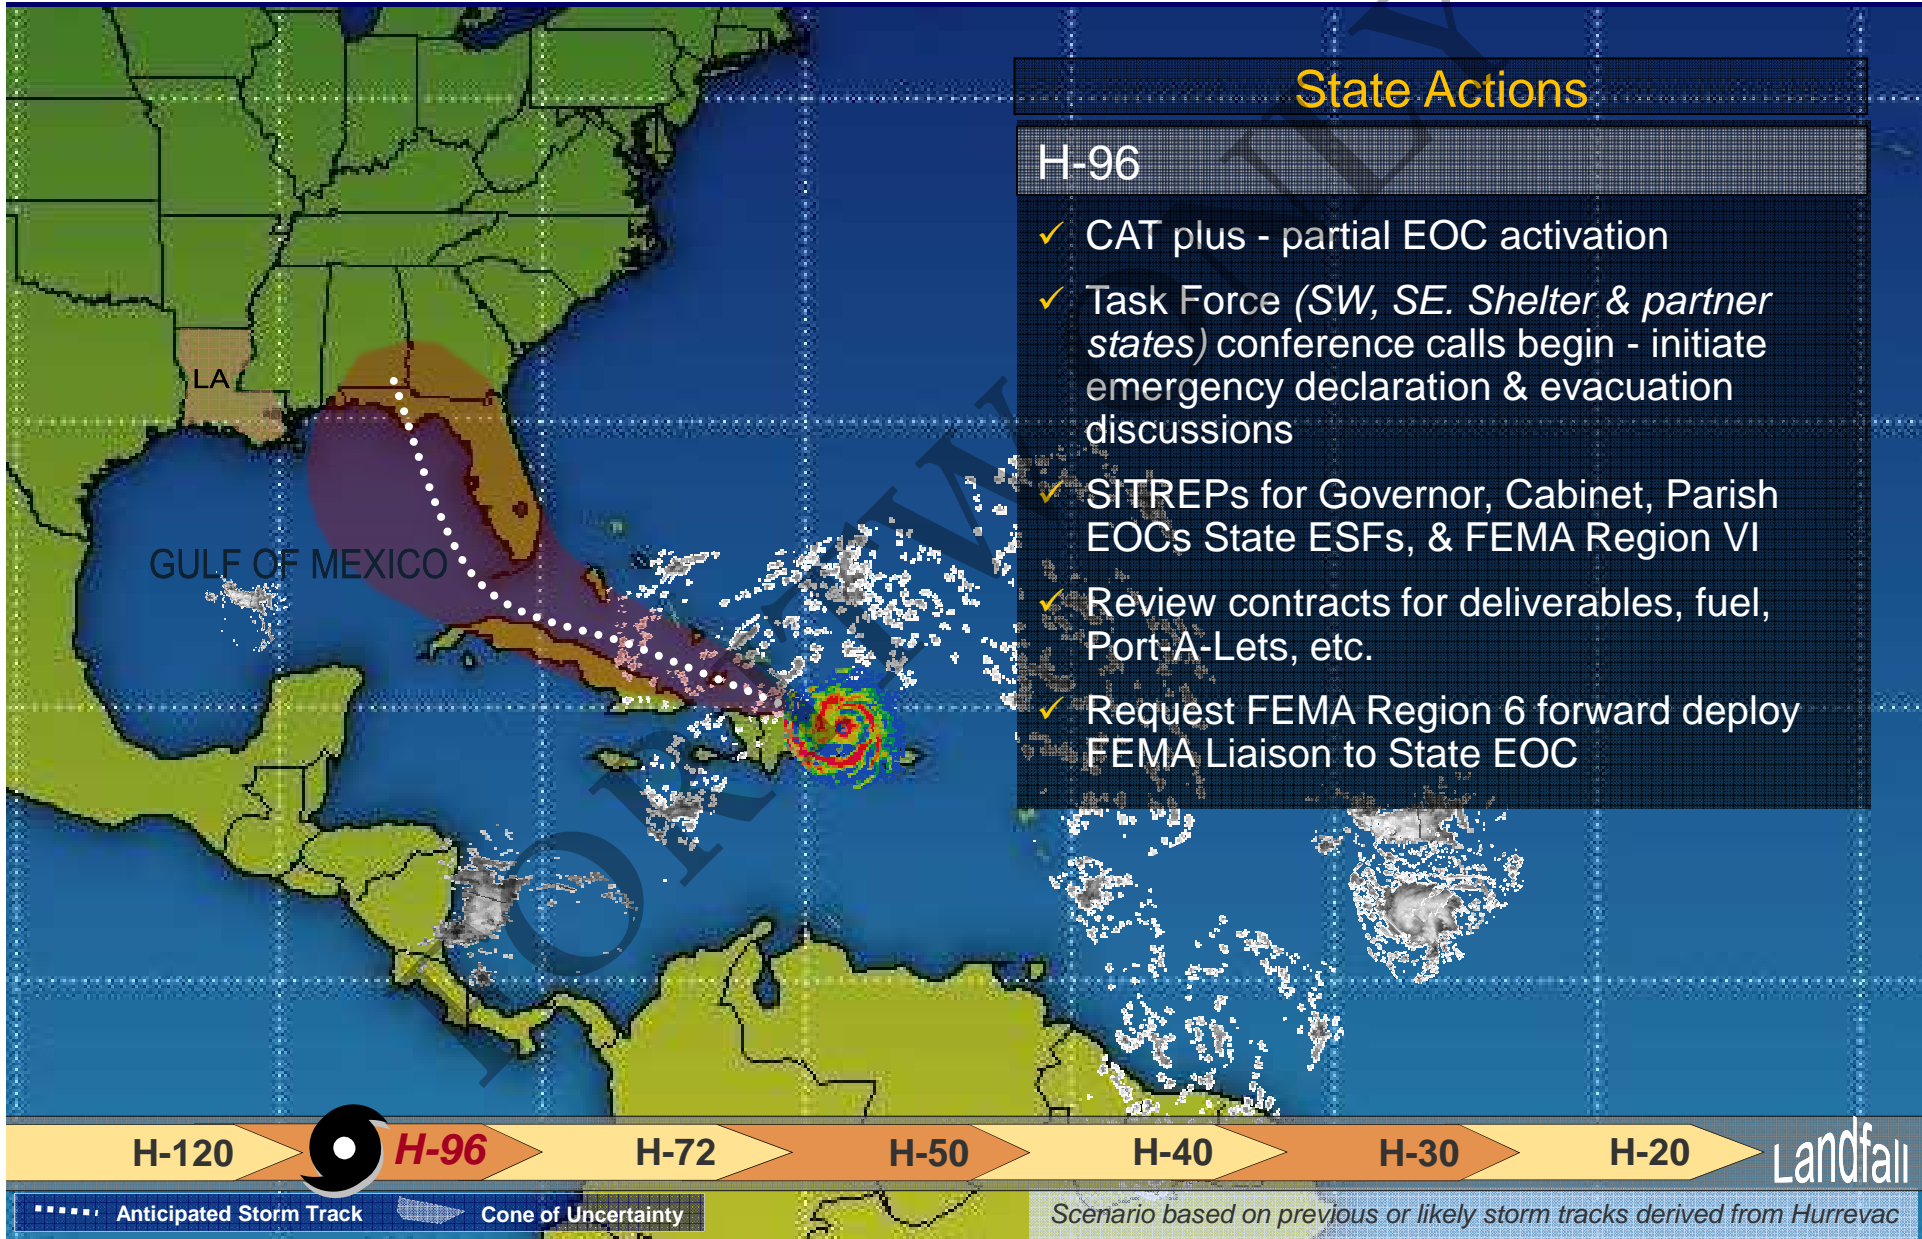 State Actions
H-96
✓ CAT plus - partial EOC activation
✓ Task Force (SW, SE. Shelter & partner
states) conference calls begin - initiate
emergency declaration & evacuation
discussions
✓ SITREPs for Governor, Cabinet, Parish
EOCs State ESFs, & FEMA Region VI
✓ Review contracts for deliverables, fuel,
Port-A-Lets, etc.
✓ Request FEMA Region 6 forward deploy
FEMA Liaison to State EOC
LA
GULF OF MEXICO
H-120
H-96
H-72
H-50
H-40
H-30
H-20
Landfall
Anticipated Storm Track
Cone of Uncertainty
Scenario based on previous or likely storm tracks derived from Hurrevac